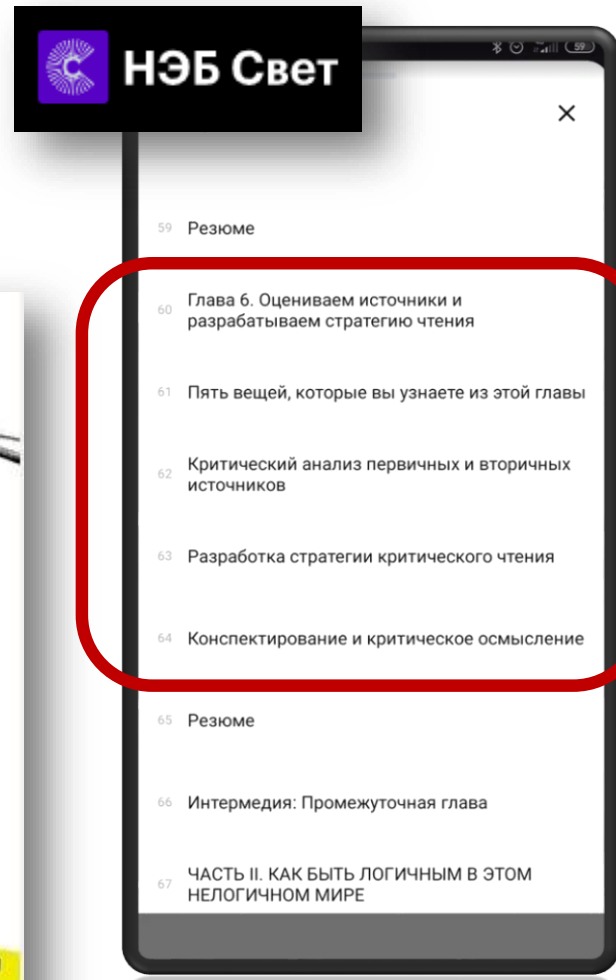 НЭБ Свет
59
59 Резюме
60 Глава 6. Оцениваем источники и
разрабатываем стратегию чтения
61 Пять вещей, которые вы узнаете из этой главы
62 Критический анализ первичных и вторичных
источников
63 Разработка стратегии критического чтения
64 Конспектирование и критическое осмысление
65 Резюме
66 Интермедия: Промежуточная глава
67 ЧАСТЬ II. КАК БЫТЬ ЛОГИЧНЫМ В ЭТОМ
НЕЛОГИЧНОМ МИРЕ